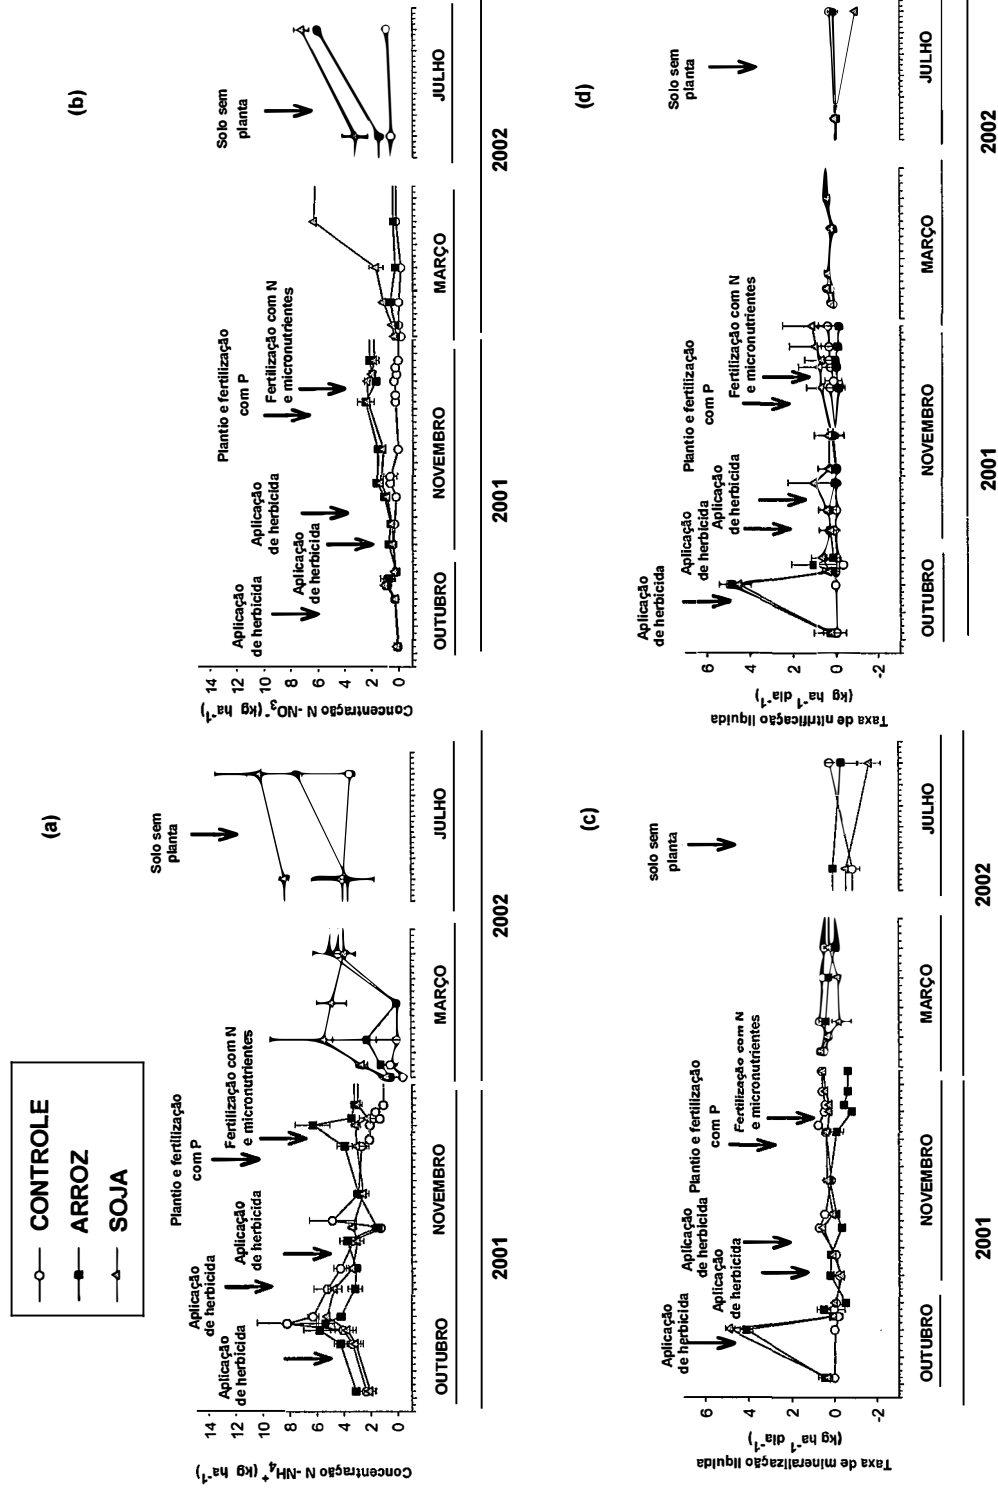 CONTROLE
ARROZ
SOJA
(a)
Concentração N -NH₄⁺ (kg ha⁻¹)
14
12
10
8
6
4
2
0
Aplicação
de herbicida
Aplicação
de herbicida
Aplicação
de herbicida
Plantio e fertilização
com P
Fertilização com N
e micronutrientes
Solo sem
planta
OUTUBRO
NOVEMBRO
MARÇO
JULHO
2001
2002
(b)
Concentração N - NO₃⁻ (kg ha⁻¹)
14
12
10
8
6
4
2
0
Aplicação
de herbicida
Aplicação
de herbicida
Aplicação
de herbicida
Plantio e fertilização
com P
Fertilização com N
e micronutrientes
Solo sem
planta
OUTUBRO
NOVEMBRO
MARÇO
JULHO
2001
2002
(c)
Taxa de mineralização líquida
(kg ha⁻¹ dia⁻¹)
6
4
2
0
-2
Aplicação
de herbicida
Aplicação
de herbicida
Aplicação
de herbicida
Plantio e fertilização
com P
Fertilização com N
e micronutrientes
solo sem
planta
OUTUBRO
NOVEMBRO
MARÇO
JULHO
2001
2002
(d)
Taxa de nitrificação líquida
(kg ha⁻¹ dia⁻¹)
6
4
2
0
-2
Aplicação
de herbicida
Aplicação
de herbicida
Aplicação
de herbicida
Plantio e fertilização
com P
Fertilização com N
e micronutrientes
Solo sem
planta
OUTUBRO
NOVEMBRO
MARÇO
JULHO
2001
2002